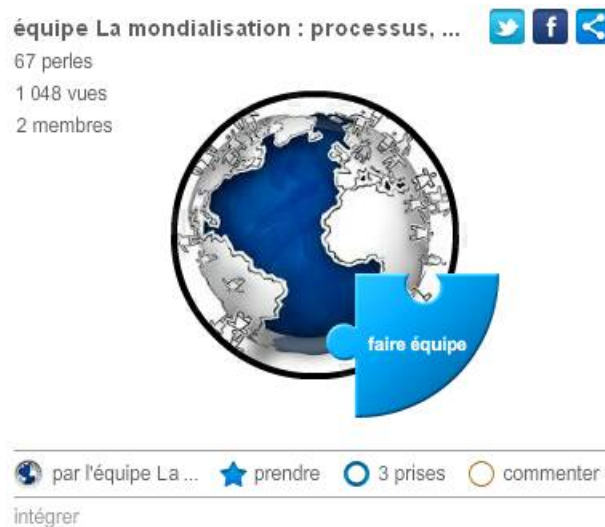 équipe La mondialisation : processus, ...
67 perles
1 048 vues
2 membres
faire équipe
par l'équipe La ... prendre 3 prises commenter
intégrer